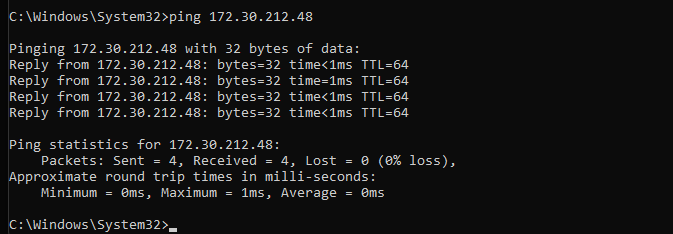 C:\Windows\System32>ping 172.30.212.48
Pinging 172.30.212.48 with 32 bytes of data:
Reply from 172.30.212.48: bytes=32 time<1ms TTL=64
Reply from 172.30.212.48: bytes=32 time=1ms TTL=64
Reply from 172.30.212.48: bytes=32 time<1ms TTL=64
Reply from 172.30.212.48: bytes=32 time<1ms TTL=64
Ping statistics for 172.30.212.48:
    Packets: Sent = 4, Received = 4, Lost = 0 (0% loss),
Approximate round trip times in milli-seconds:
    Minimum = 0ms, Maximum = 1ms, Average = 0ms
C:\Windows\System32>